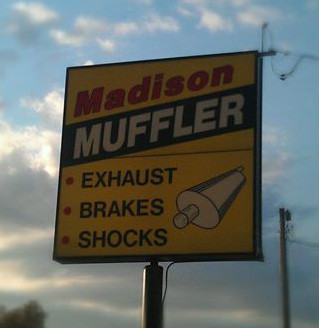 Madison
MUFFLER
• EXHAUST
• BRAKES
• SHOCKS